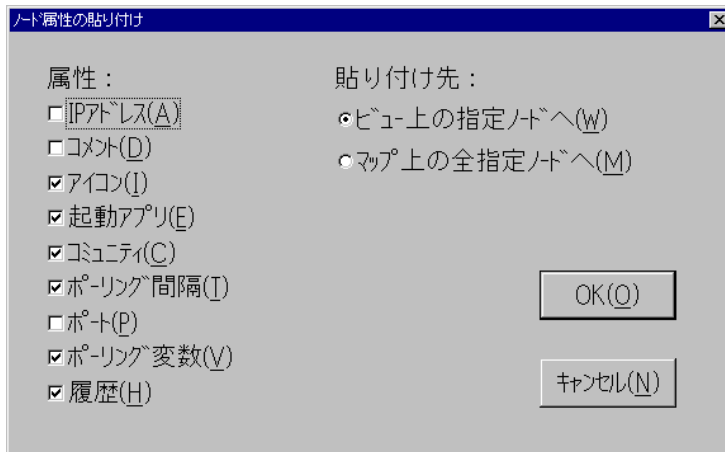 ノード属性の貼り付け
属性：
IPアドレス(A)
コメント(D)
アイコン(I)
起動アプリ(E)
コミュニティ(C)
ポーリング間隔(T)
ポート(P)
ポーリング変数(V)
履歴(H)
貼り付け先：
ビュー上の指定ノードへ(W)
マップ上の全指定ノードへ(M)
OK(O)
キャンセル(N)